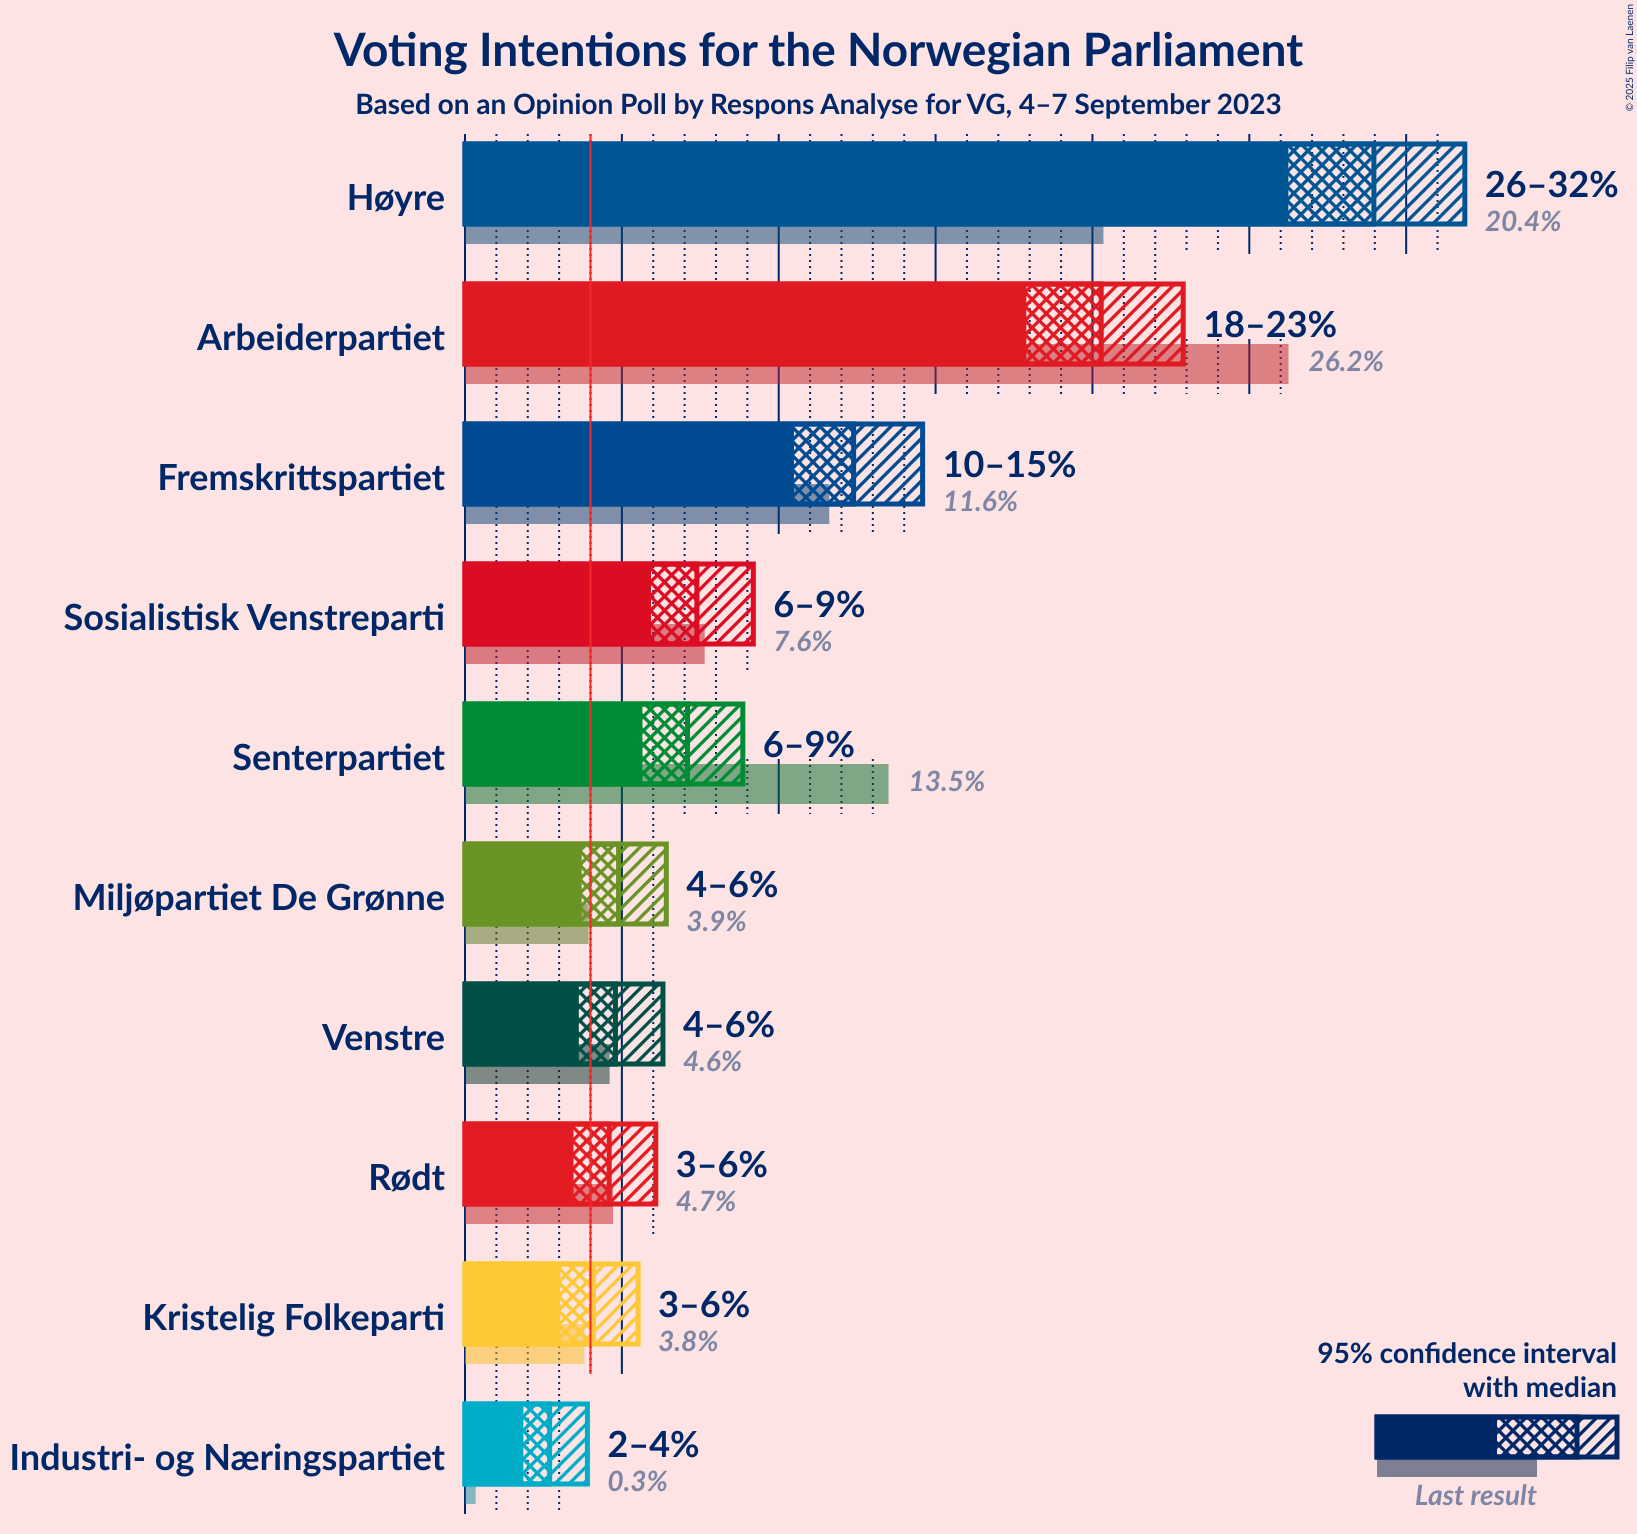 Voting Intentions for the Norwegian Parliament
Based on an Opinion Poll by Respons Analyse for VG, 4–7 September 2023
© 2025 Filip van Laenen
Høyre
26–32%
20.4%
Arbeiderpartiet
18–23%
26.2%
Fremskrittspartiet
10–15%
11.6%
Sosialistisk Venstreparti
6–9%
7.6%
Senterpartiet
6–9%
13.5%
Miljøpartiet De Grønne
4–6%
3.9%
Venstre
4–6%
4.6%
Rødt
3–6%
4.7%
Kristelig Folkeparti
3–6%
3.8%
Industri- og Næringspartiet
2–4%
0.3%
95% confidence interval
with median
Last result